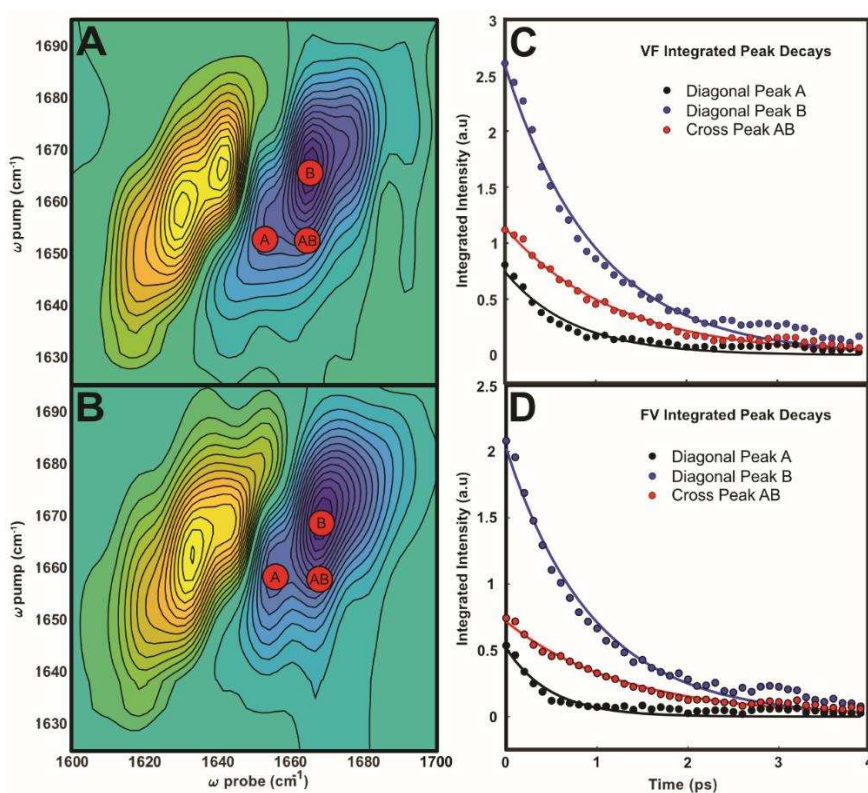 A
1690
1680
1670
1660
1650
1640
1630
ω pump (cm⁻¹)
B
A
AB
B
1690
1680
1670
1660
1650
1640
1630
ω pump (cm⁻¹)
B
A
AB
1600 1620 1640 1660 1680 1700
ω probe (cm⁻¹)
C
VF Integrated Peak Decays
Diagonal Peak A
Diagonal Peak B
Cross Peak AB
3
2.5
2
1.5
1
0.5
0
Integrated Intensity (a.u)
0 1 2 3
D
FV Integrated Peak Decays
Diagonal Peak A
Diagonal Peak B
Cross Peak AB
2.5
2
1.5
1
0.5
0
Integrated Intensity (a.u)
0 1 2 3 4
Time (ps)